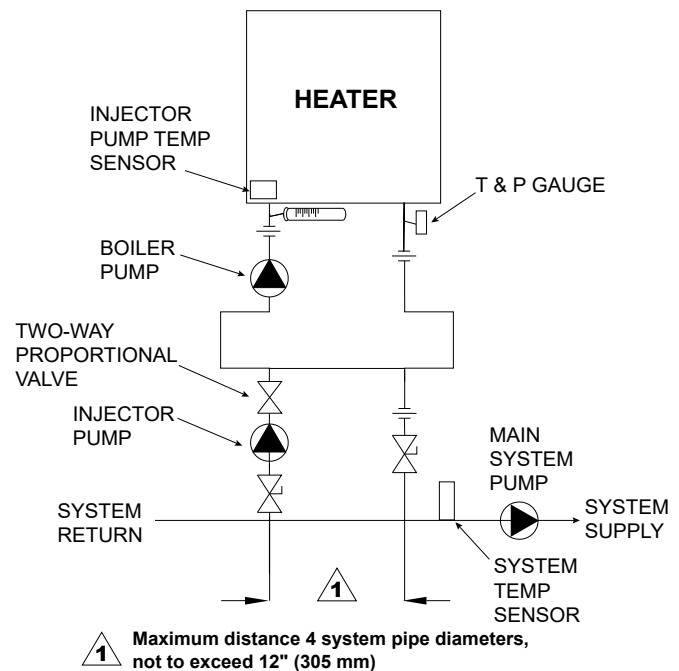 HEATER
INJECTOR
PUMP TEMP
SENSOR
T & P GAUGE
BOILER
PUMP
TWO-WAY
PROPORTIONAL
VALVE
INJECTOR
PUMP
MAIN
SYSTEM
PUMP
SYSTEM
RETURN
SYSTEM
SUPPLY
SYSTEM
TEMP
SENSOR
1
1 Maximum distance 4 system pipe diameters,
not to exceed 12" (305 mm)